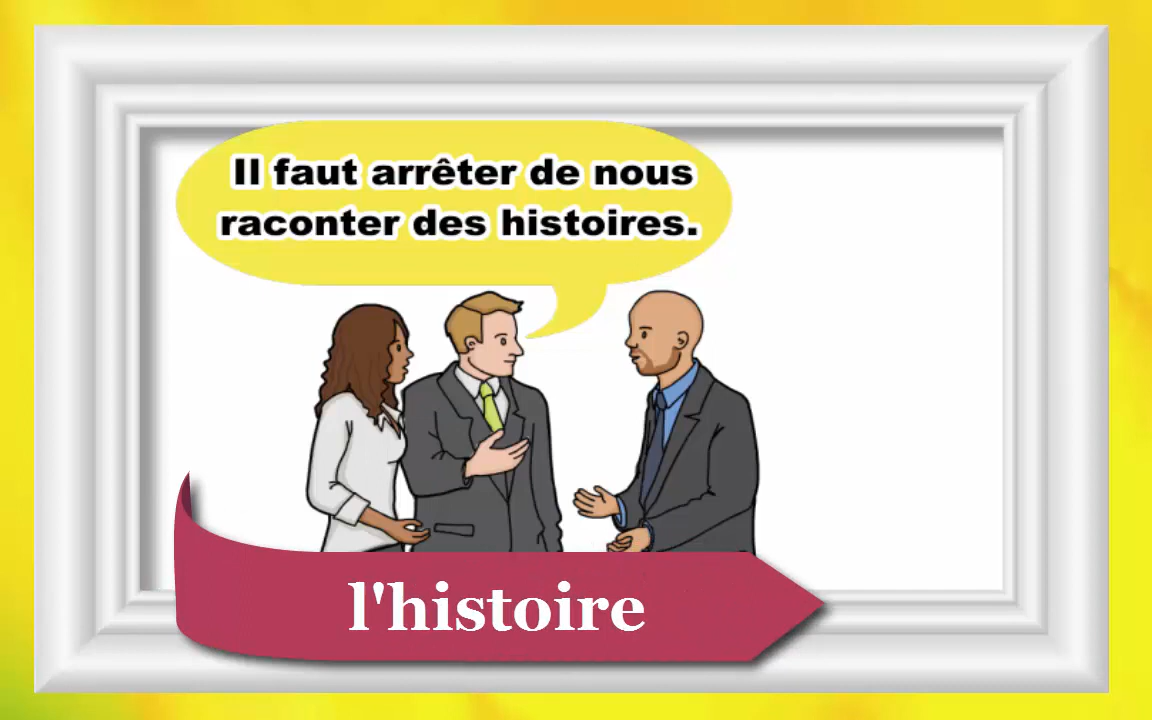 Il faut arrêter de nous
raconter des histoires.
l'histoire